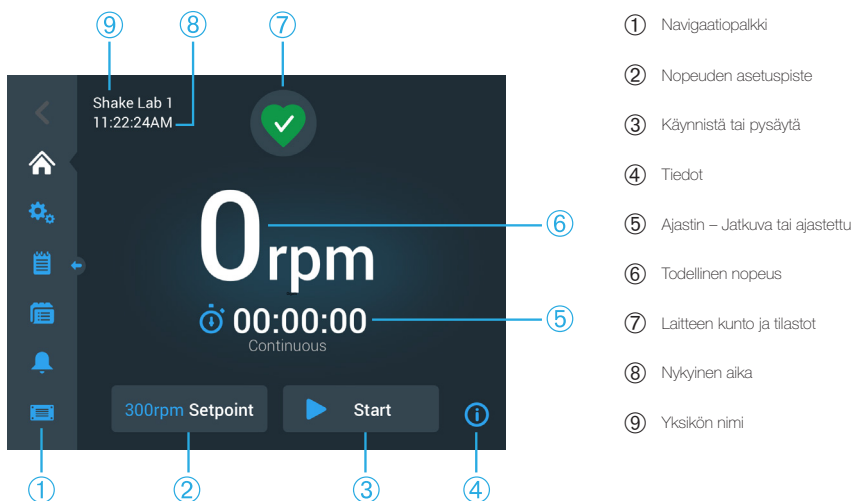 ⑨ ⑧ ⑦
Shake Lab 1
11:22:24AM
0rpm
⑥
00:00:00
⑤
Continuous
300rpm Setpoint
Start
① ② ③ ④
① Navigaatiopalkki
② Nopeuden asetuspiste
③ Käynnistä tai pysäytä
④ Tiedot
⑤ Ajastin – Jatkuva tai ajastettu
⑥ Todellinen nopeus
⑦ Laitteen kunto ja tilastot
⑧ Nykyinen aika
⑨ Yksikön nimi